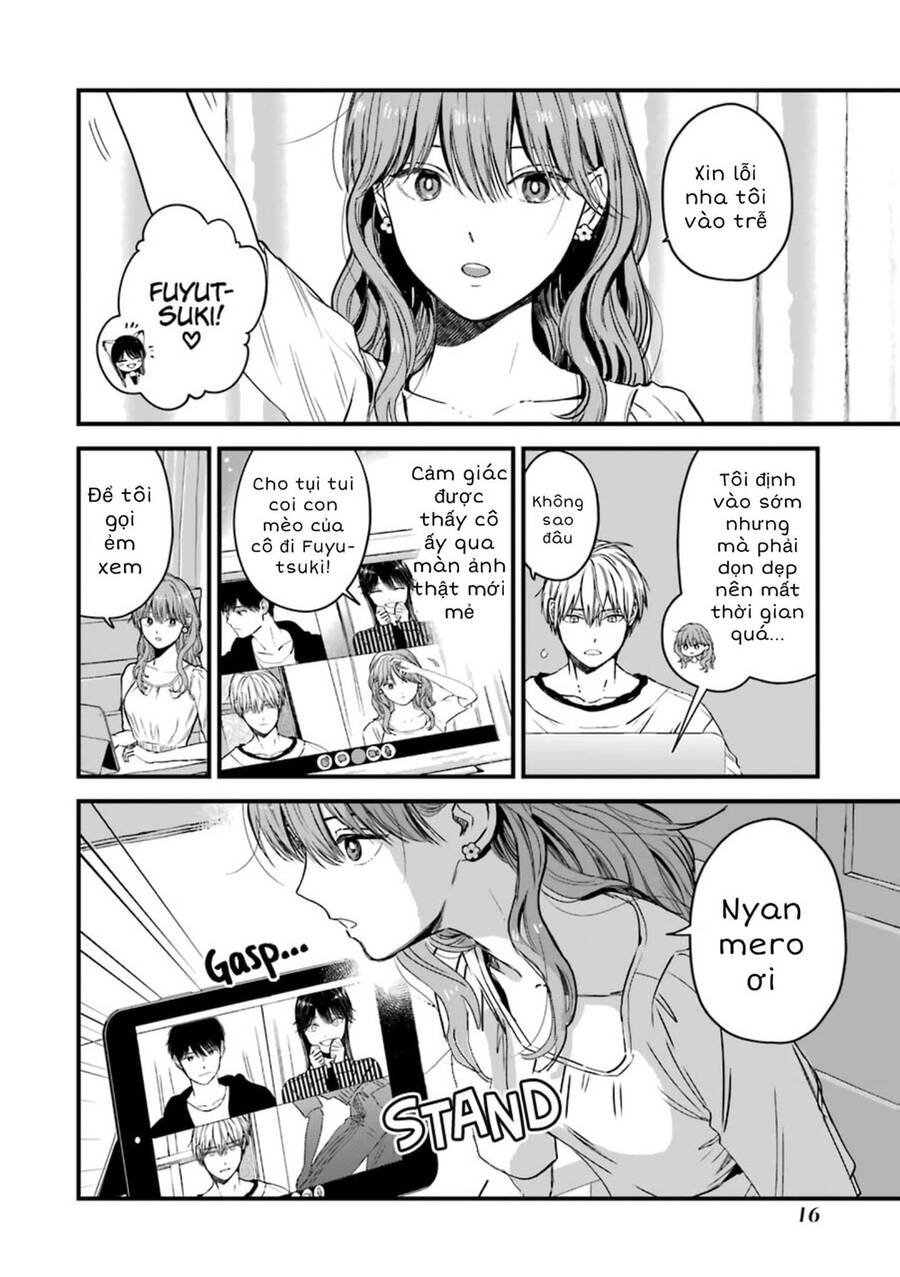 Xin lỗi
nha tôi
vào trễ
FUYUT-
SUKI!
♡
Tôi định
vào sớm
nhưng
mà phải
dọn dẹp
nên mất
thời gian
quá...
Không
sao
đâu
Cảm giác
được
thấy cô
ấy qua
màn ảnh
thật mới
mẻ
Cho tụi tui
coi con
mèo của
cô đi Fuyu-
tsuki!
Để tôi
gọi
ẻm
xem
Nyan
mero
ơi
Gasp...
STAND
16